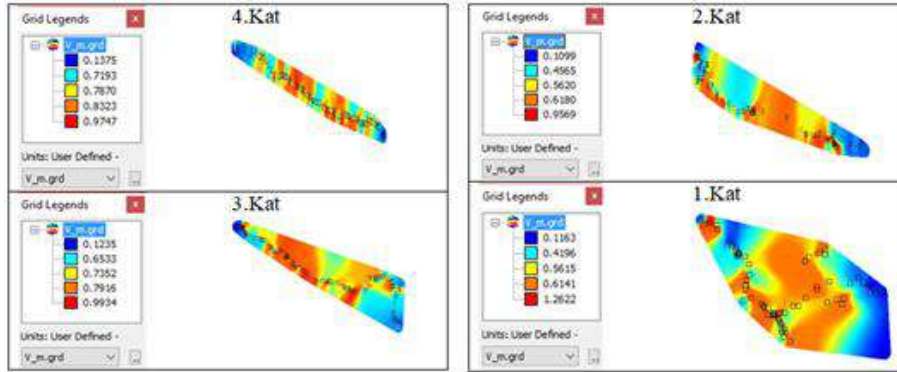 Grid Legends x
V_m.grd
0.1375
0.7193
0.7870
0.8323
0.9747
Units: User Defined -
V_m.grd
4.Kat
Grid Legends x
V_m.grd
0.1099
0.4565
0.5620
0.6180
0.9569
Units: User Defined -
V_m.grd
2.Kat
Grid Legends x
V_m.grd
0.1235
0.6533
0.7352
0.7916
0.9934
Units: User Defined -
V_m.grd
3.Kat
Grid Legends x
V_m.grd
0.1163
0.4196
0.5615
0.6141
1.2622
Units: User Defined -
V_m.grd
1.Kat